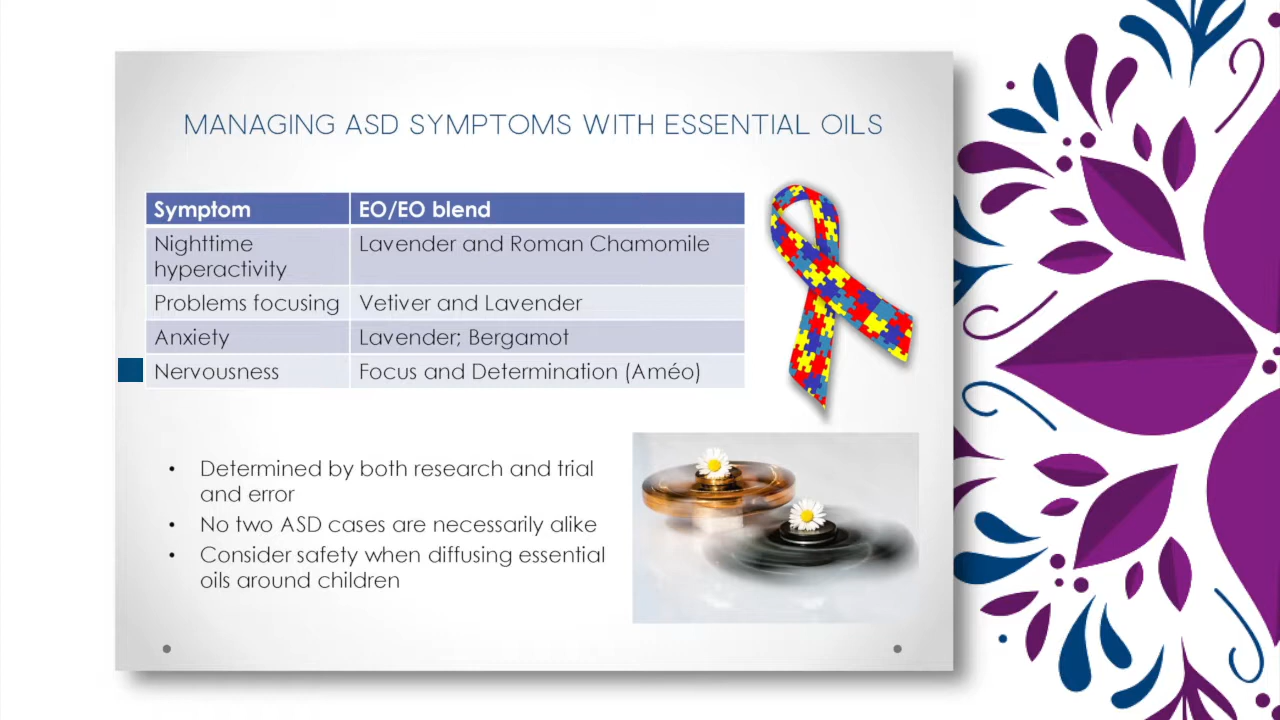 MANAGING ASD SYMPTOMS WITH ESSENTIAL OILS
Symptom EO/EO blend
Nighttime Lavender and Roman Chamomile
hyperactivity
Problems focusing Vetiver and Lavender
Anxiety Lavender; Bergamot
Nervousness Focus and Determination (Améo)
• Determined by both research and trial
and error
• No two ASD cases are necessarily alike
• Consider safety when diffusing essential
oils around children